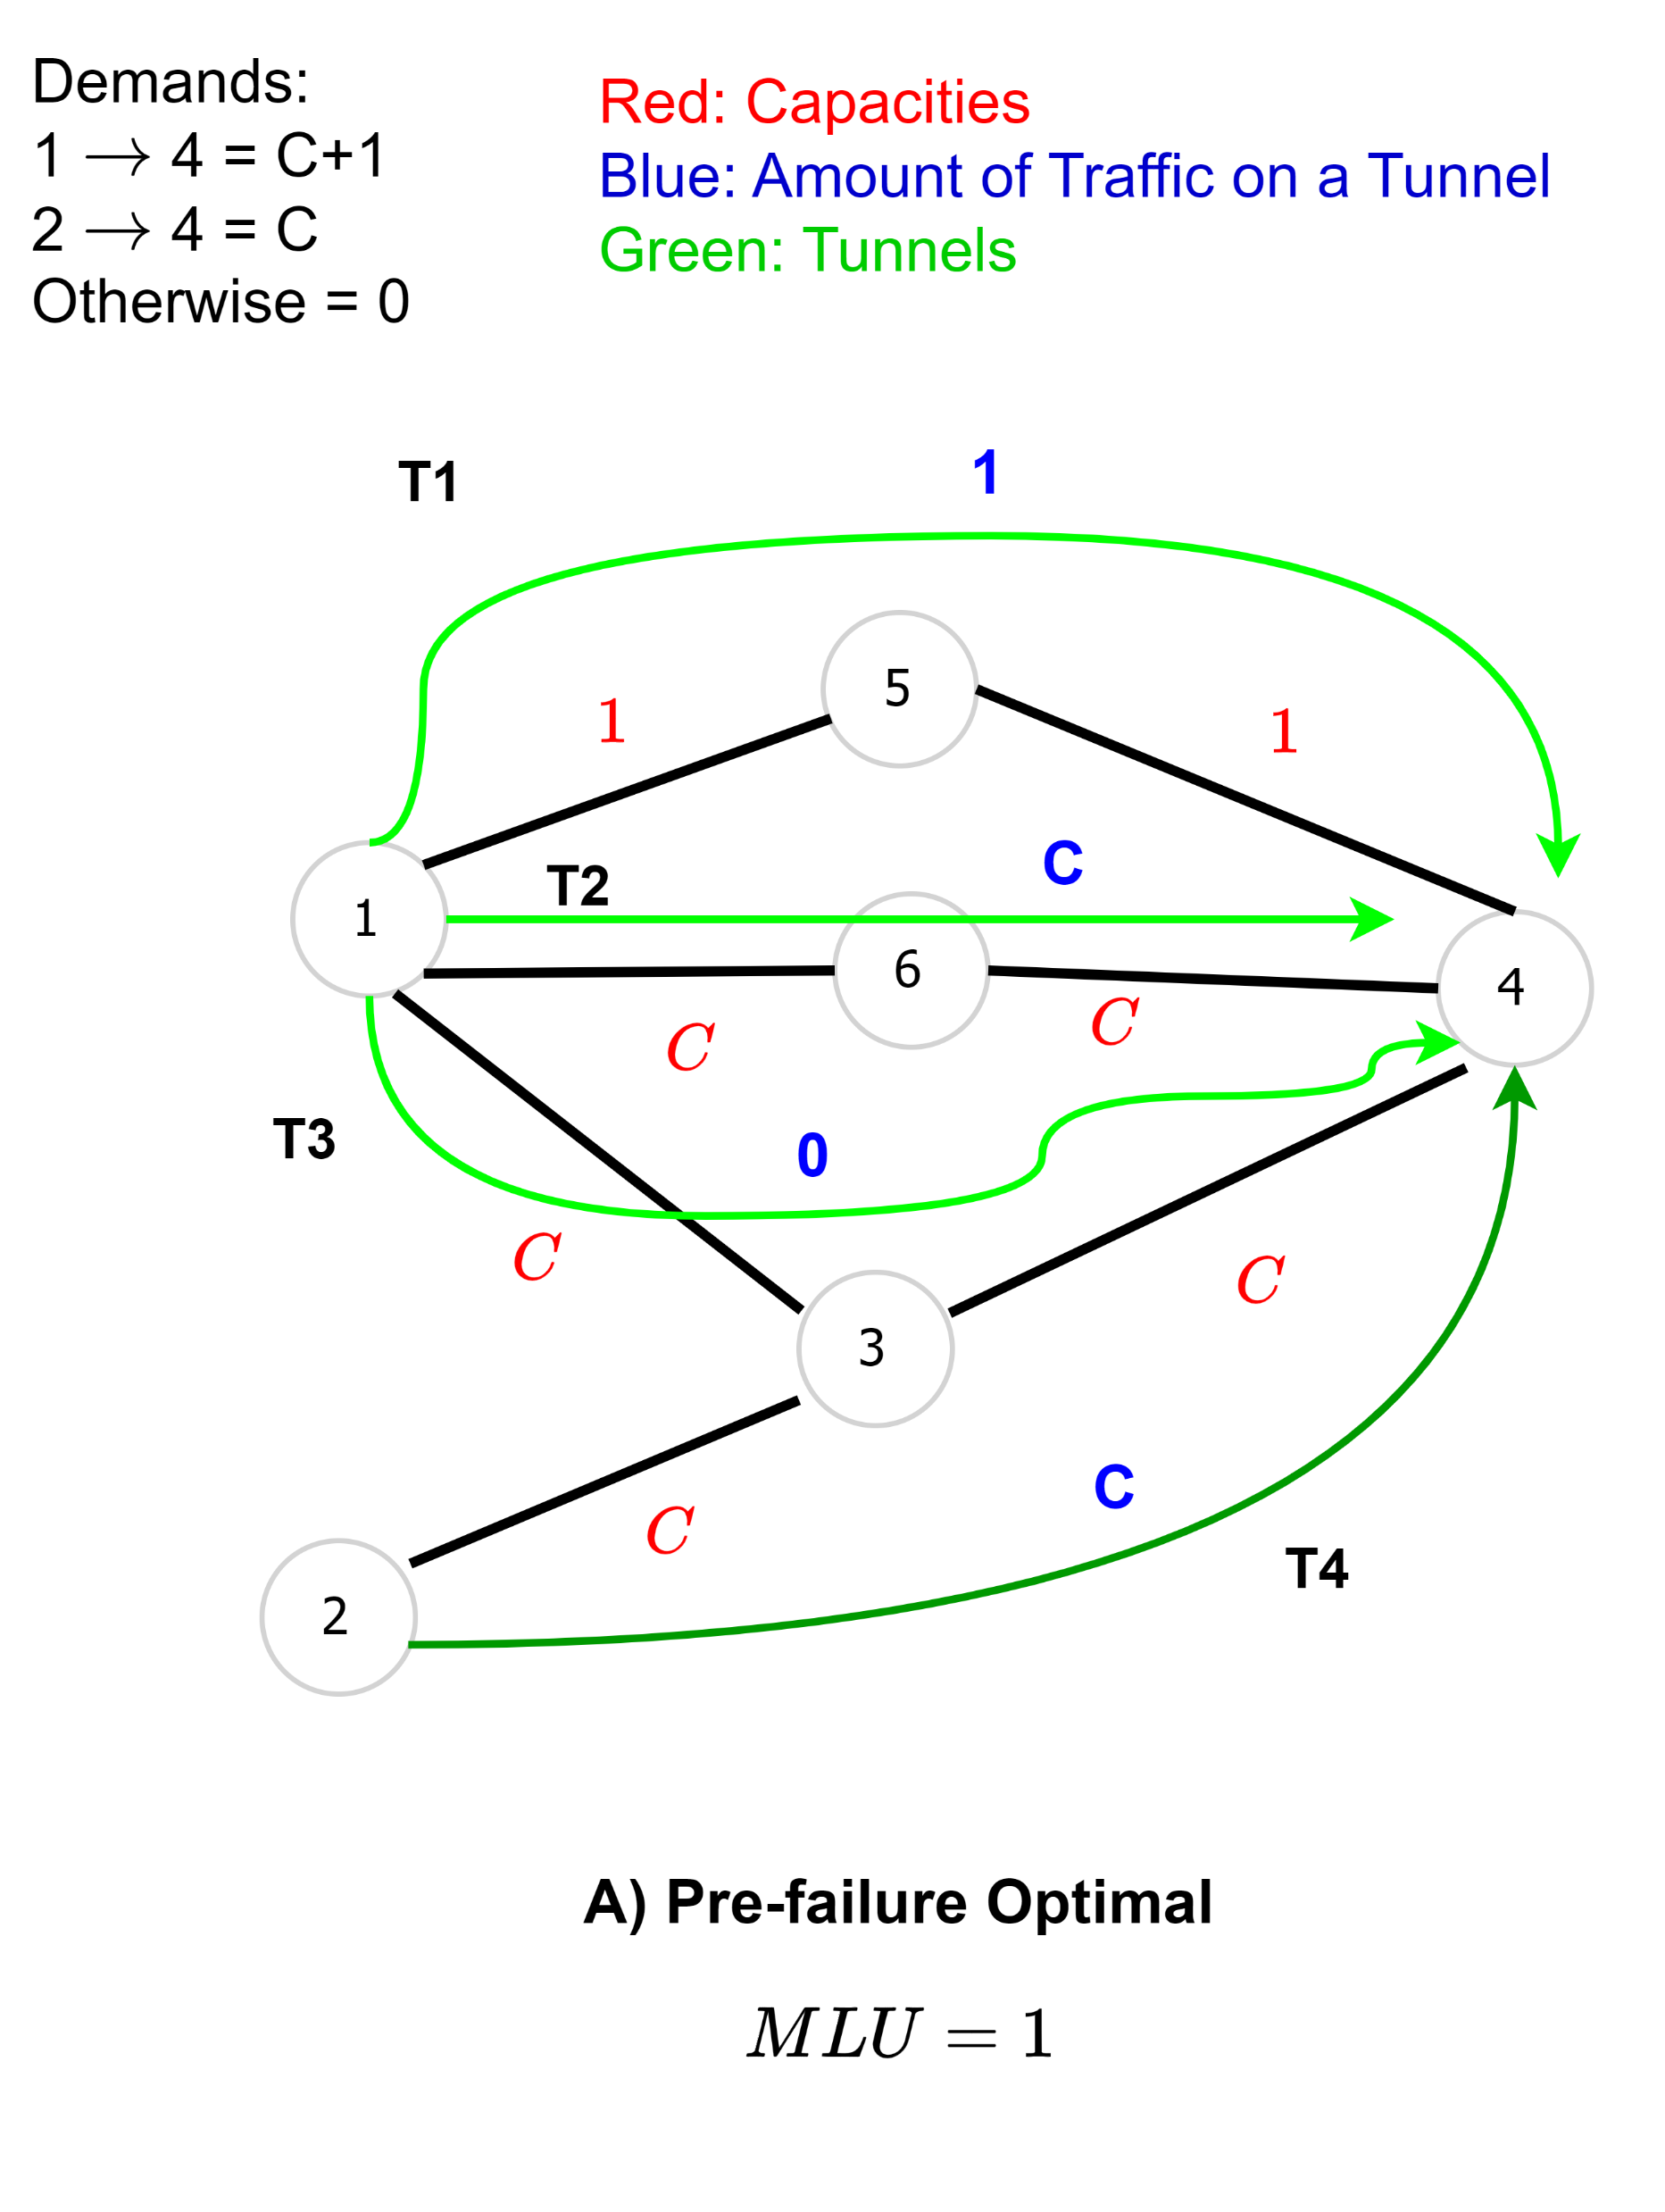 Demands:
1 → 4 = C+1
2 → 4 = C
Otherwise = 0
Red: Capacities
Blue: Amount of Traffic on a Tunnel
Green: Tunnels
T1
1
5
1
1
T2
C
1
6
4
C
C
T3
0
C
C
3
C
C
T4
2
A) Pre-failure Optimal
MLU = 1